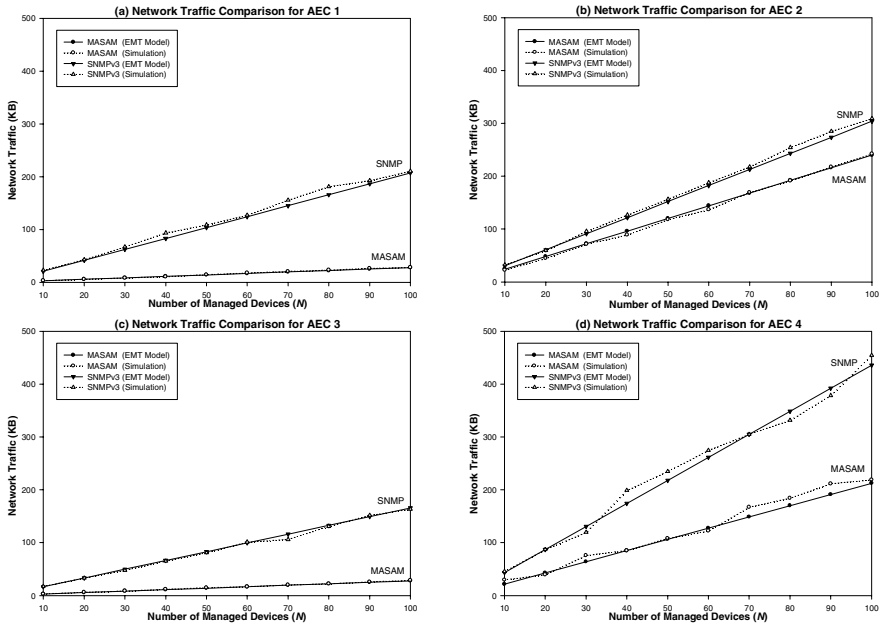 (a) Network Traffic Comparison for AEC 1
500
400
300
200
100
0
Network Traffic (KB)
MASAM (EMT Model)
MASAM (Simulation)
SNMPv3 (EMT Model)
SNMPv3 (Simulation)
SNMP
MASAM
10 20 30 40 50 60 70 80 90 100
Number of Managed Devices (N)
(b) Network Traffic Comparison for AEC 2
500
400
300
200
100
0
Network Traffic (KB)
MASAM (EMT Model)
MASAM (Simulation)
SNMPv3 (EMT Model)
SNMPv3 (Simulation)
SNMP
MASAM
10 20 30 40 50 60 70 80 90 100
Number of Managed Devices (N)
(c) Network Traffic Comparison for AEC 3
500
400
300
200
100
0
Network Traffic (KB)
MASAM (EMT Model)
MASAM (Simulation)
SNMPv3 (EMT Model)
SNMPv3 (Simulation)
SNMP
MASAM
10 20 30 40 50 60 70 80 90 100
Number of Managed Devices (N)
(d) Network Traffic Comparison for AEC 4
500
400
300
200
100
0
Network Traffic (KB)
MASAM (EMT Model)
MASAM (Simulation)
SNMPv3 (EMT Model)
SNMPv3 (Simulation)
SNMP
MASAM
10 20 30 40 50 60 70 80 90 100
Number of Managed Devices (N)